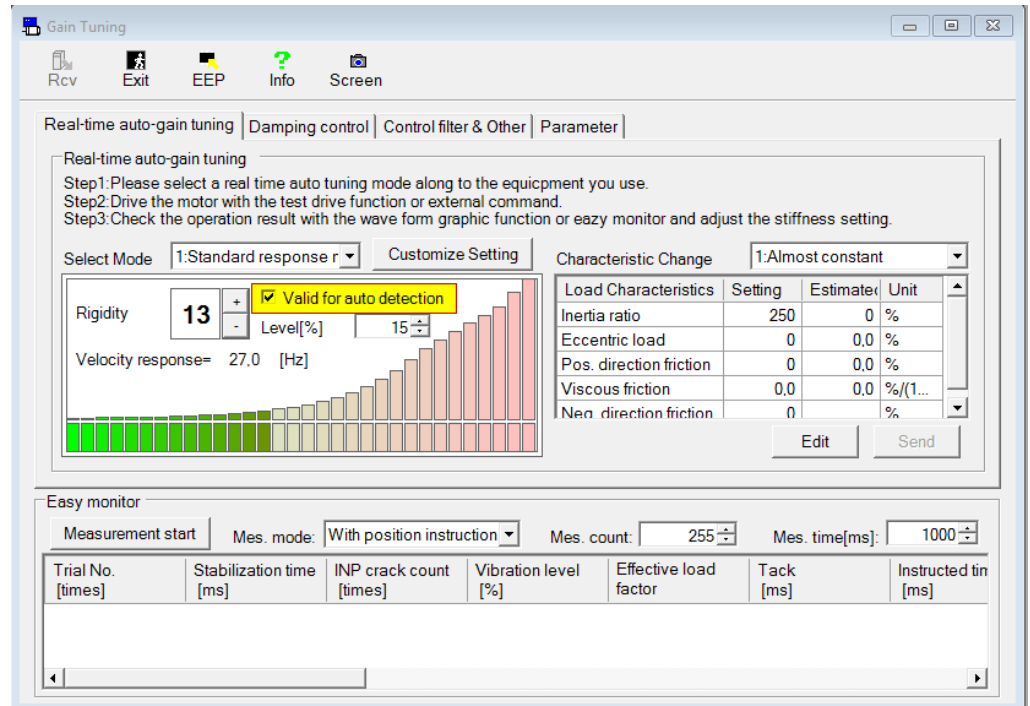 Gain Tuning
Rcv Exit EEP Info Screen
Real-time auto-gain tuning Damping control Control filter & Other Parameter
Real-time auto-gain tuning
Step1:Please select a real time auto tuning mode along to the equicpment you use.
Step2:Drive the motor with the test drive function or external command.
Step3:Check the operation result with the wave form graphic function or eazy monitor and adjust the stiffness setting.
Select Mode 1:Standard response r Customize Setting
Rigidity 13 + - Valid for auto detection
Level[%] 15
Velocity response= 27,0 [Hz]
Characteristic Change 1:Almost constant
Load Characteristics Setting Estimatec Unit
Inertia ratio 250 0 %
Eccentric load 0 0,0 %
Pos. direction friction 0 0,0 %
Viscous friction 0,0 0,0 %/(1...
Neg. direction friction 0 %
Edit Send
Easy monitor
Measurement start Mes. mode: With position instruction Mes. count: 255 Mes. time[ms]: 1000
Trial No. Stabilization time INP crack count Vibration level Effective load Tack Instructed tim
[times] [ms] [times] [%] factor [ms] [ms]